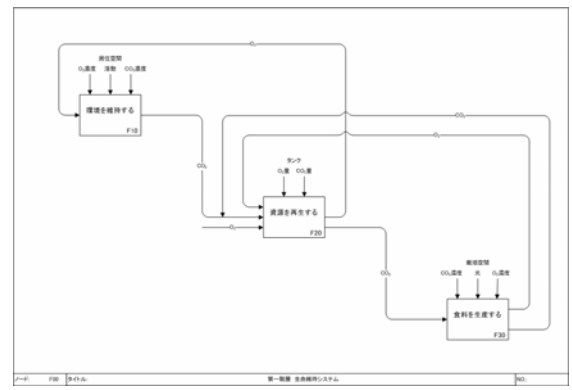 O₂
居住空間
O₂濃度 活動 CO₂濃度
環境を維持する
F10
CO₂
CO₂
O₂
タンク
O₂量 CO₂量
資源を再生する
F20
O₂
CO₂
栽培空間
CO₂濃度 光 O₂濃度
食料を生産する
F30
ノード: F00 タイトル: 第一階層 生命維持システム NO: